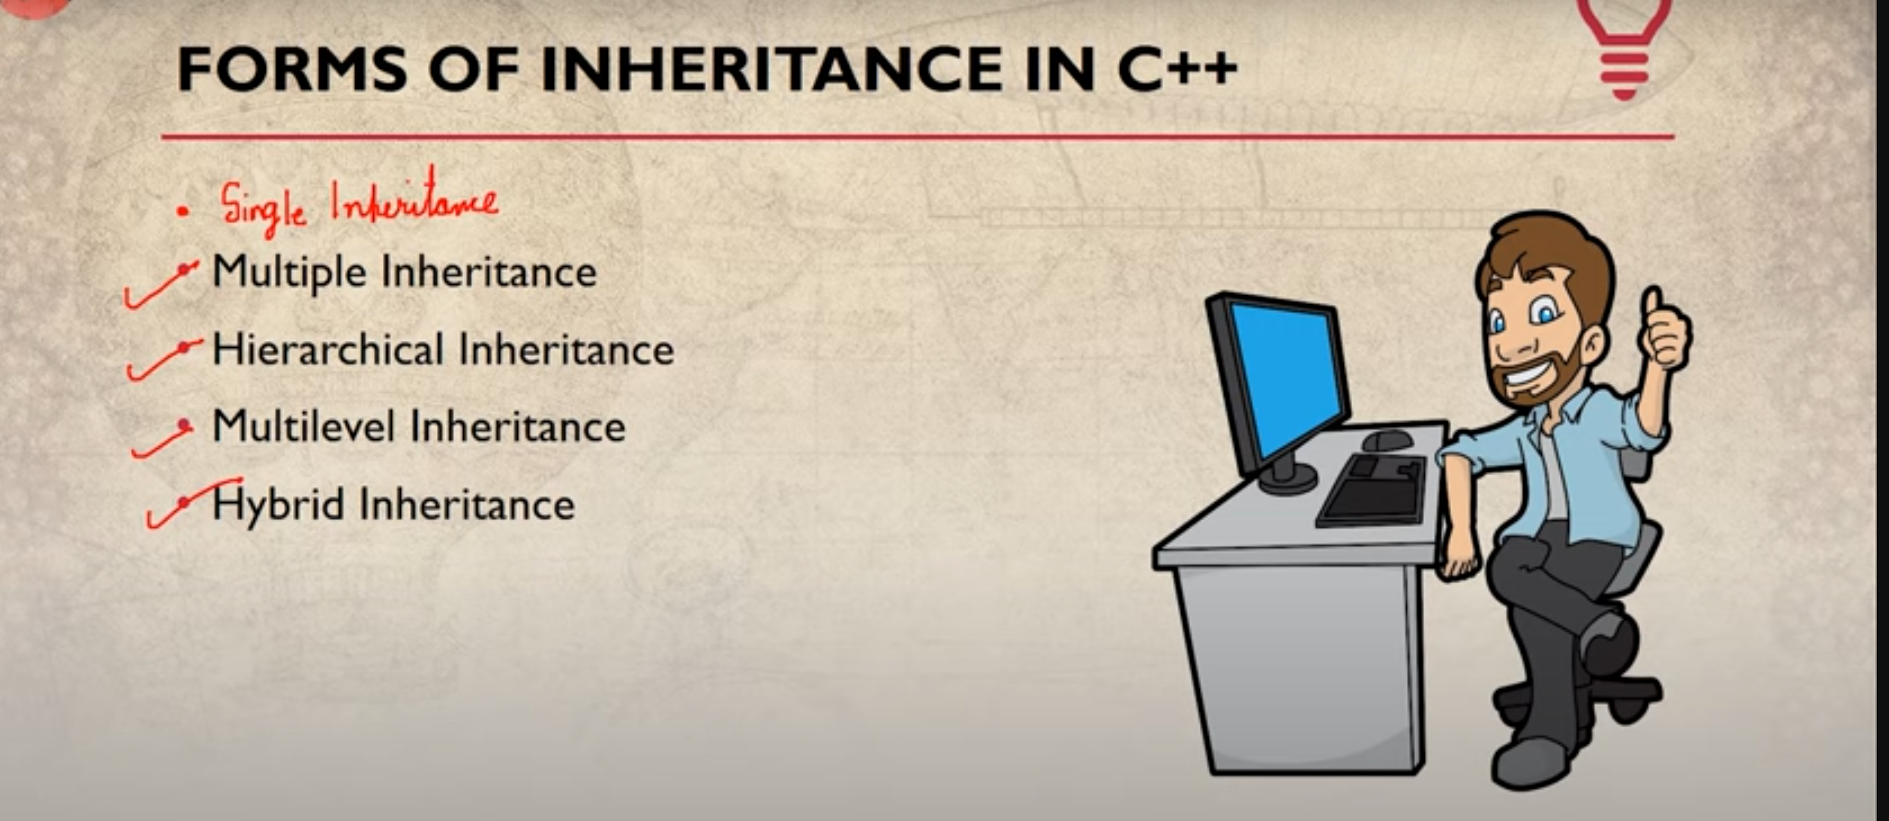 FORMS OF INHERITANCE IN C++
• Single Inheritance
• Multiple Inheritance
• Hierarchical Inheritance
• Multilevel Inheritance
• Hybrid Inheritance